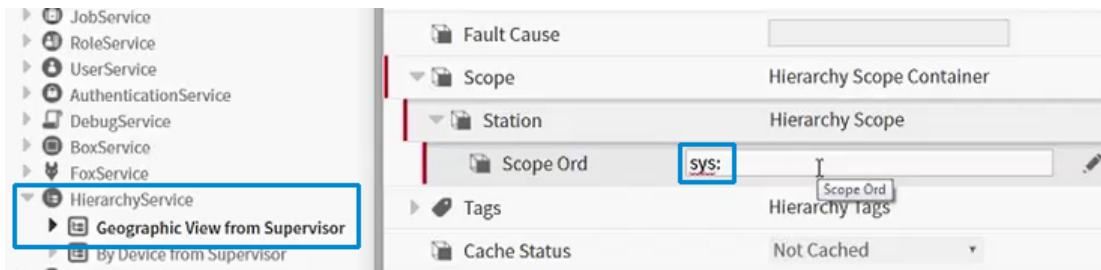 JobService
RoleService
UserService
AuthenticationService
DebugService
BoxService
FoxService
HierarchyService
Geographic View from Supervisor
By Device from Supervisor
Fault Cause
Scope Hierarchy Scope Container
Station Hierarchy Scope
Scope Ord sys:
Scope Ord
Tags Hierarchy Tags
Cache Status Not Cached